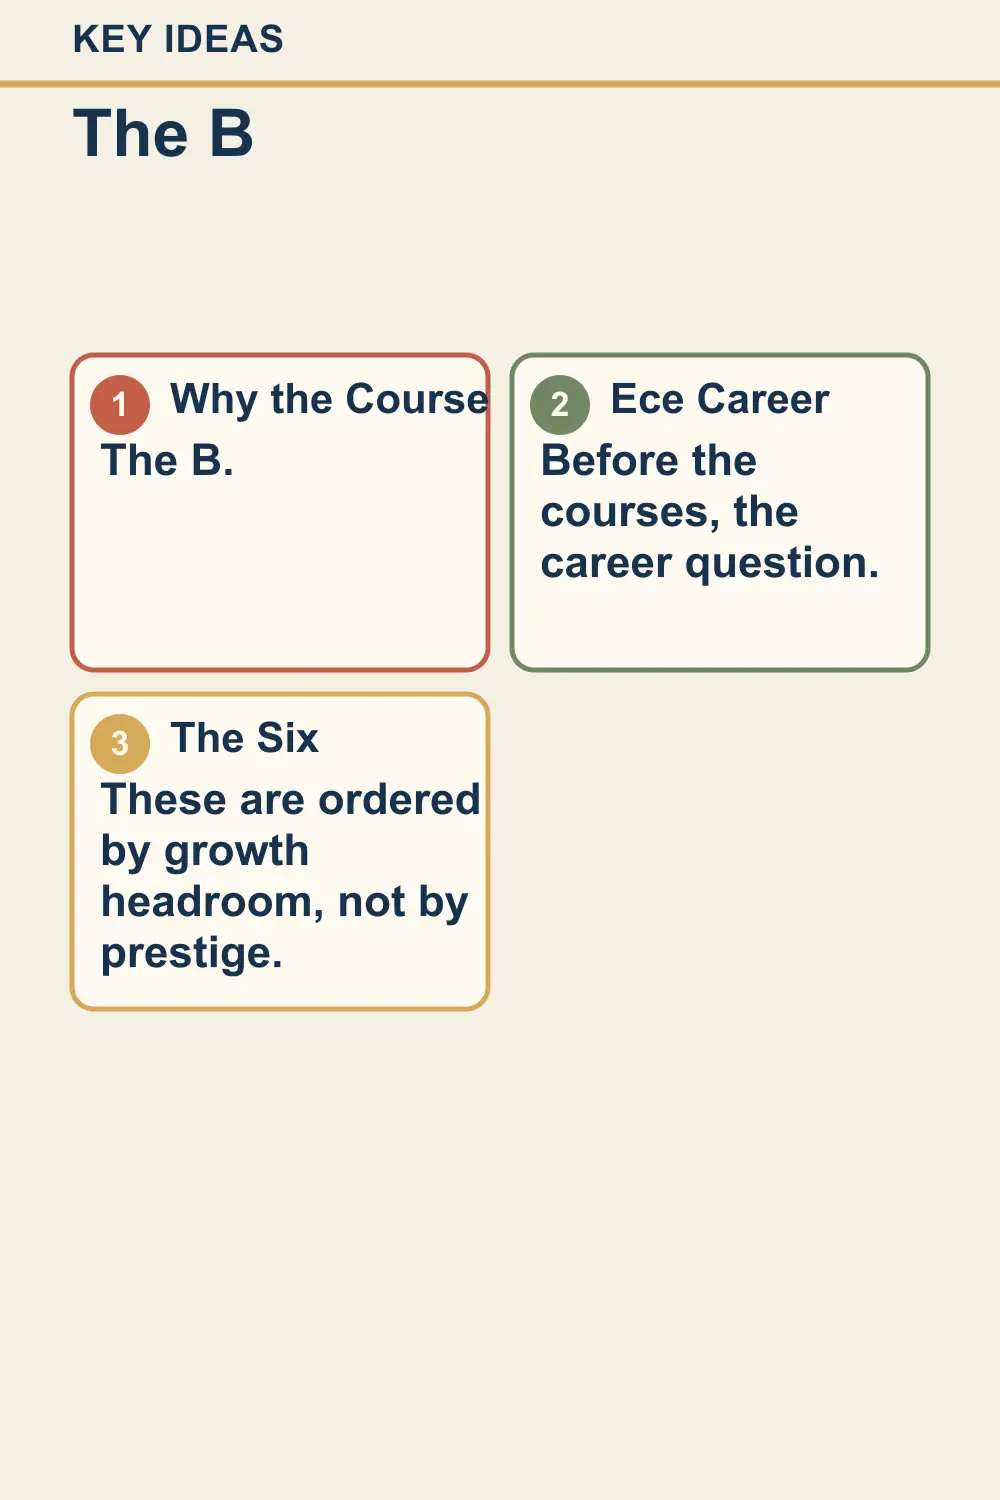 KEY IDEAS
The B
1 Why the Course
The B.
2 Ece Career
Before the
courses, the
career question.
3 The Six
These are ordered
by growth
headroom, not by
prestige.